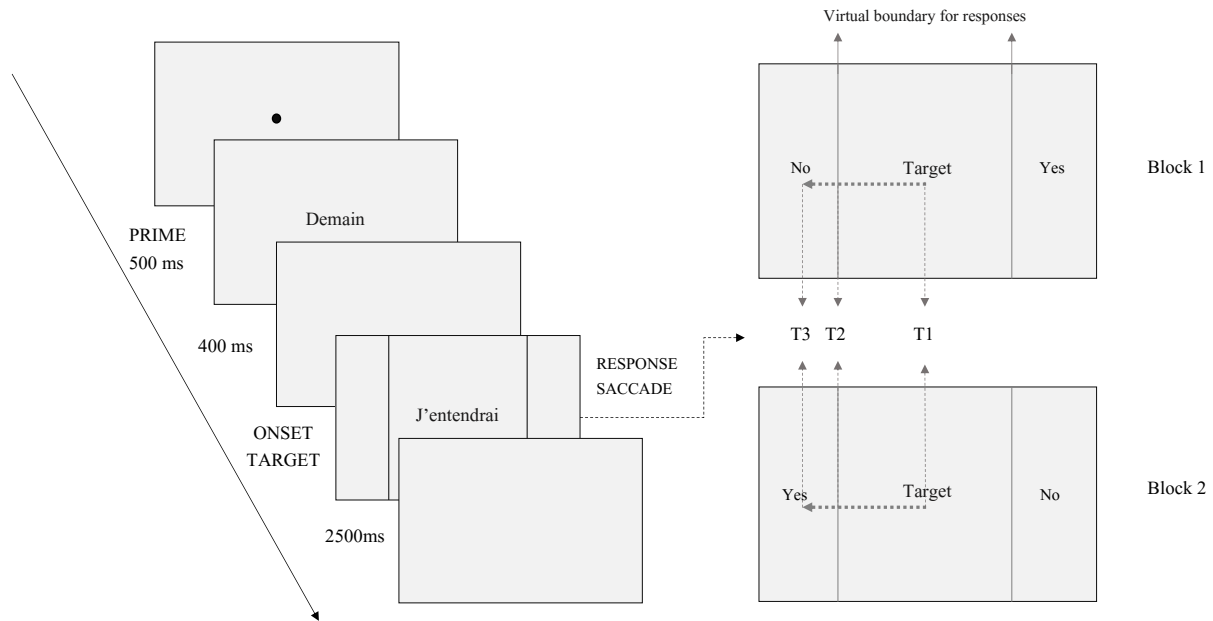 Virtual boundary for responses
Demain
PRIME
500 ms
400 ms
J'entendrai
ONSET
TARGET
2500ms
RESPONSE
SACCADE
No
Target
Yes
Block 1
T3
T2
T1
Yes
Target
No
Block 2